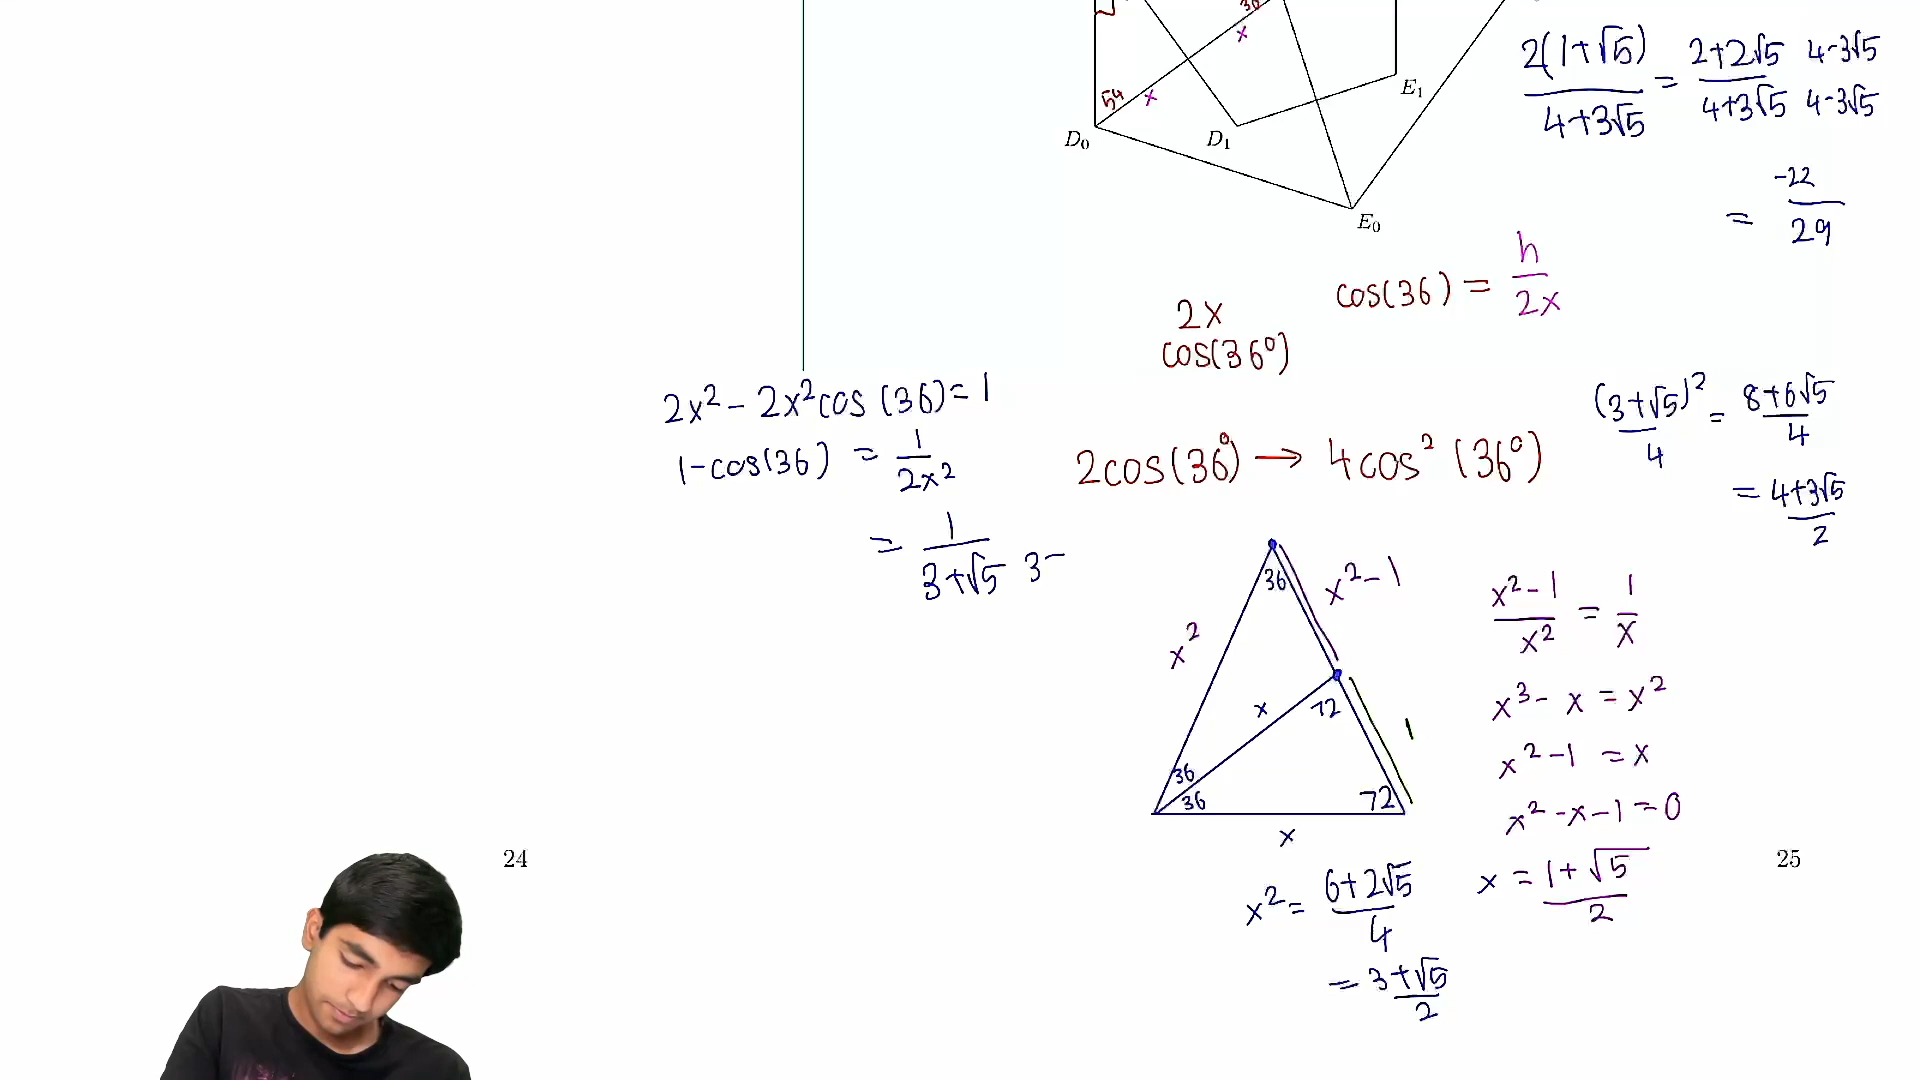 30
x
54
x
D₀
D₁
E₁
E₀
2(1+√5)/(4+3√5) = (2+2√5)/(4+3√5) (4-3√5)/(4-3√5)
= -22/29
2x
cos(36°)
cos(36) = h/2x
2x² - 2x²cos(36) = 1
1-cos(36) = 1/2x²
= 1/(3+√5) 3-
2cos(36°) → 4cos²(36°)
(3+√5)²/4 = (8+6√5)/4
= (4+3√5)/2
36
x²-1
x²
x
72
1
36
36
72
x
(x²-1)/x² = 1/x
x³- x = x²
x²-1 = x
x²-x-1=0
x = (1+√5)/2
x² = (6+2√5)/4
= (3+√5)/2
24
25